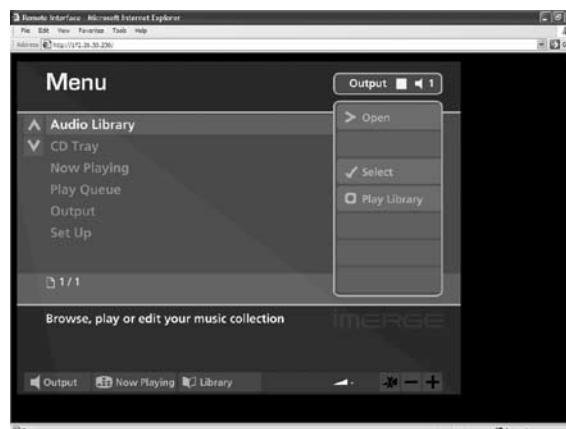 Remote Interface - Microsoft Internet Explorer
File Edit View Favorites Tools Help
Address
Menu
Output 1
Audio Library
CD Tray
Now Playing
Play Queue
Output
Set Up
Open
Select
Play Library
1/1
Browse, play or edit your music collection
imerge
Output Now Playing Library